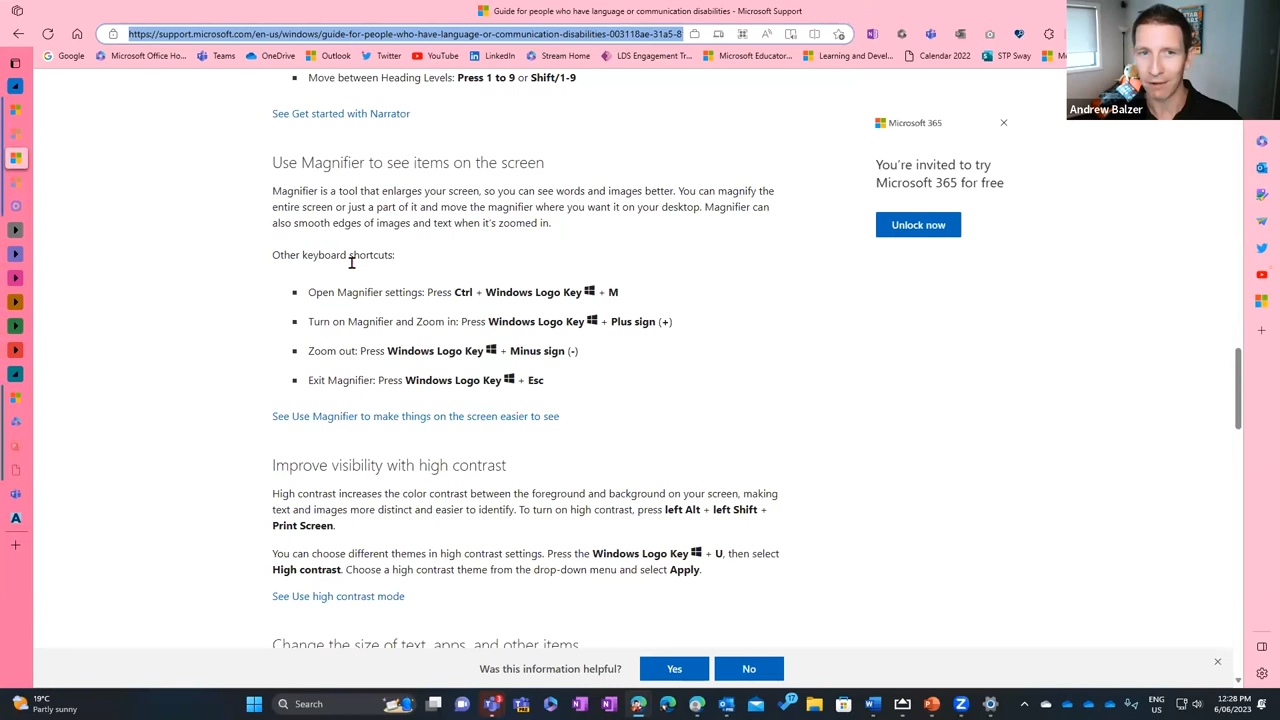 Guide for people who have language or communication disabilities - Microsoft Support
https://support.microsoft.com/en-us/windows/guide-for-people-who-have-language-or-communication-disabilities-003118ae-31a5-8
Google Microsoft Office Ho... Teams OneDrive Outlook Twitter YouTube LinkedIn Stream Home LDS Engagement Tr... Microsoft Educator... Learning and Devel... Calendar 2022 STP Sway
Andrew Balzer
Move between Heading Levels: Press 1 to 9 or Shift/1-9
See Get started with Narrator
Microsoft 365
You're invited to try
Microsoft 365 for free
Unlock now
Use Magnifier to see items on the screen
Magnifier is a tool that enlarges your screen, so you can see words and images better. You can magnify the
entire screen or just a part of it and move the magnifier where you want it on your desktop. Magnifier can
also smooth edges of images and text when it's zoomed in.
Other keyboard shortcuts:
Open Magnifier settings: Press Ctrl + Windows Logo Key + M
Turn on Magnifier and Zoom in: Press Windows Logo Key + Plus sign (+)
Zoom out: Press Windows Logo Key + Minus sign (-)
Exit Magnifier: Press Windows Logo Key + Esc
See Use Magnifier to make things on the screen easier to see
Improve visibility with high contrast
High contrast increases the color contrast between the foreground and background on your screen, making
text and images more distinct and easier to identify. To turn on high contrast, press left Alt + left Shift +
Print Screen.
You can choose different themes in high contrast settings. Press the Windows Logo Key + U, then select
High contrast. Choose a high contrast theme from the drop-down menu and select Apply.
See Use high contrast mode
Change the size of text, apps, and other items
Was this information helpful? Yes No
19°C
Partly sunny
Search
17
ENG
US
12:28 PM
6/06/2023